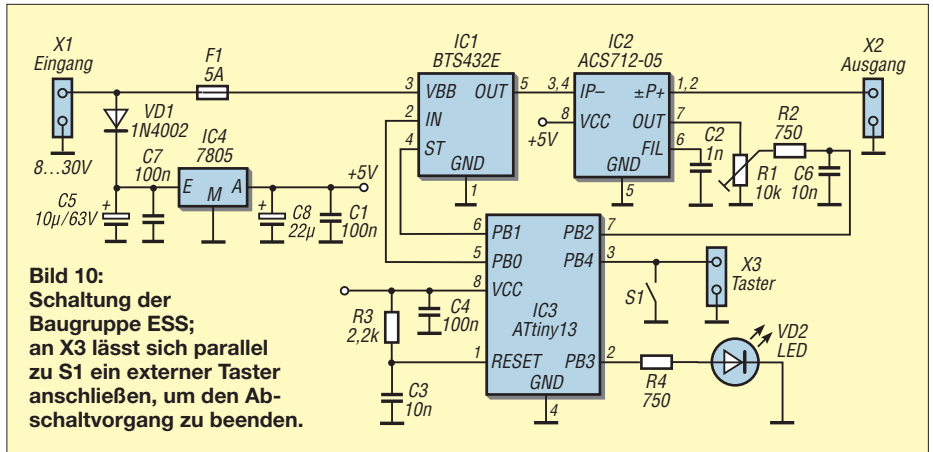 X1
Eingang
F1
5A
VD1
1N4002
8...30V
C7
100n
IC4
7805
E
M
A
+5V
C5
10µ/63V
+
+
C8
22µ
C1
100n
IC1
BTS432E
3
VBB
OUT
5
2
IN
4
ST
GND
1
IC2
ACS712-05
3,4
IP–
±P+
1,2
8
VCC
+5V
OUT
7
FIL
6
GND
5
C2
1n
R1
10k
R2
750
C6
10n
X2
Ausgang
6
PB1
PB2
7
5
PB0
PB4
3
8
VCC
IC3
ATtiny13
1
RESET
PB3
2
GND
4
R3
2,2k
C4
100n
C3
10n
S1
X3
Taster
R4
750
VD2
LED
Bild 10:
Schaltung der
Baugruppe ESS;
an X3 lässt sich parallel
zu S1 ein externer Taster
anschließen, um den Ab-
schaltvorgang zu beenden.